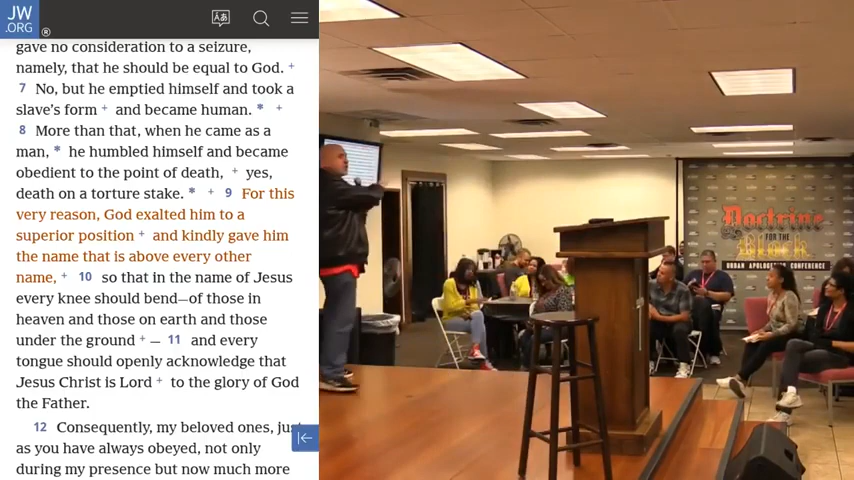 JW
.ORG
®
gave no consideration to a seizure,
namely, that he should be equal to God. +
7 No, but he emptied himself and took a
slave's form + and became human. * +
8 More than that, when he came as a
man, * he humbled himself and became
obedient to the point of death, + yes,
death on a torture stake. * + 9 For this
very reason, God exalted him to a
superior position + and kindly gave him
the name that is above every other
name, + 10 so that in the name of Jesus
every knee should bend—of those in
heaven and those on earth and those
under the ground + — 11 and every
tongue should openly acknowledge that
Jesus Christ is Lord + to the glory of God
the Father.
12 Consequently, my beloved ones, just
as you have always obeyed, not only
during my presence but now much more
Doctrine
FOR THE
Block
URBAN APOLOGETICS CONFERENCE